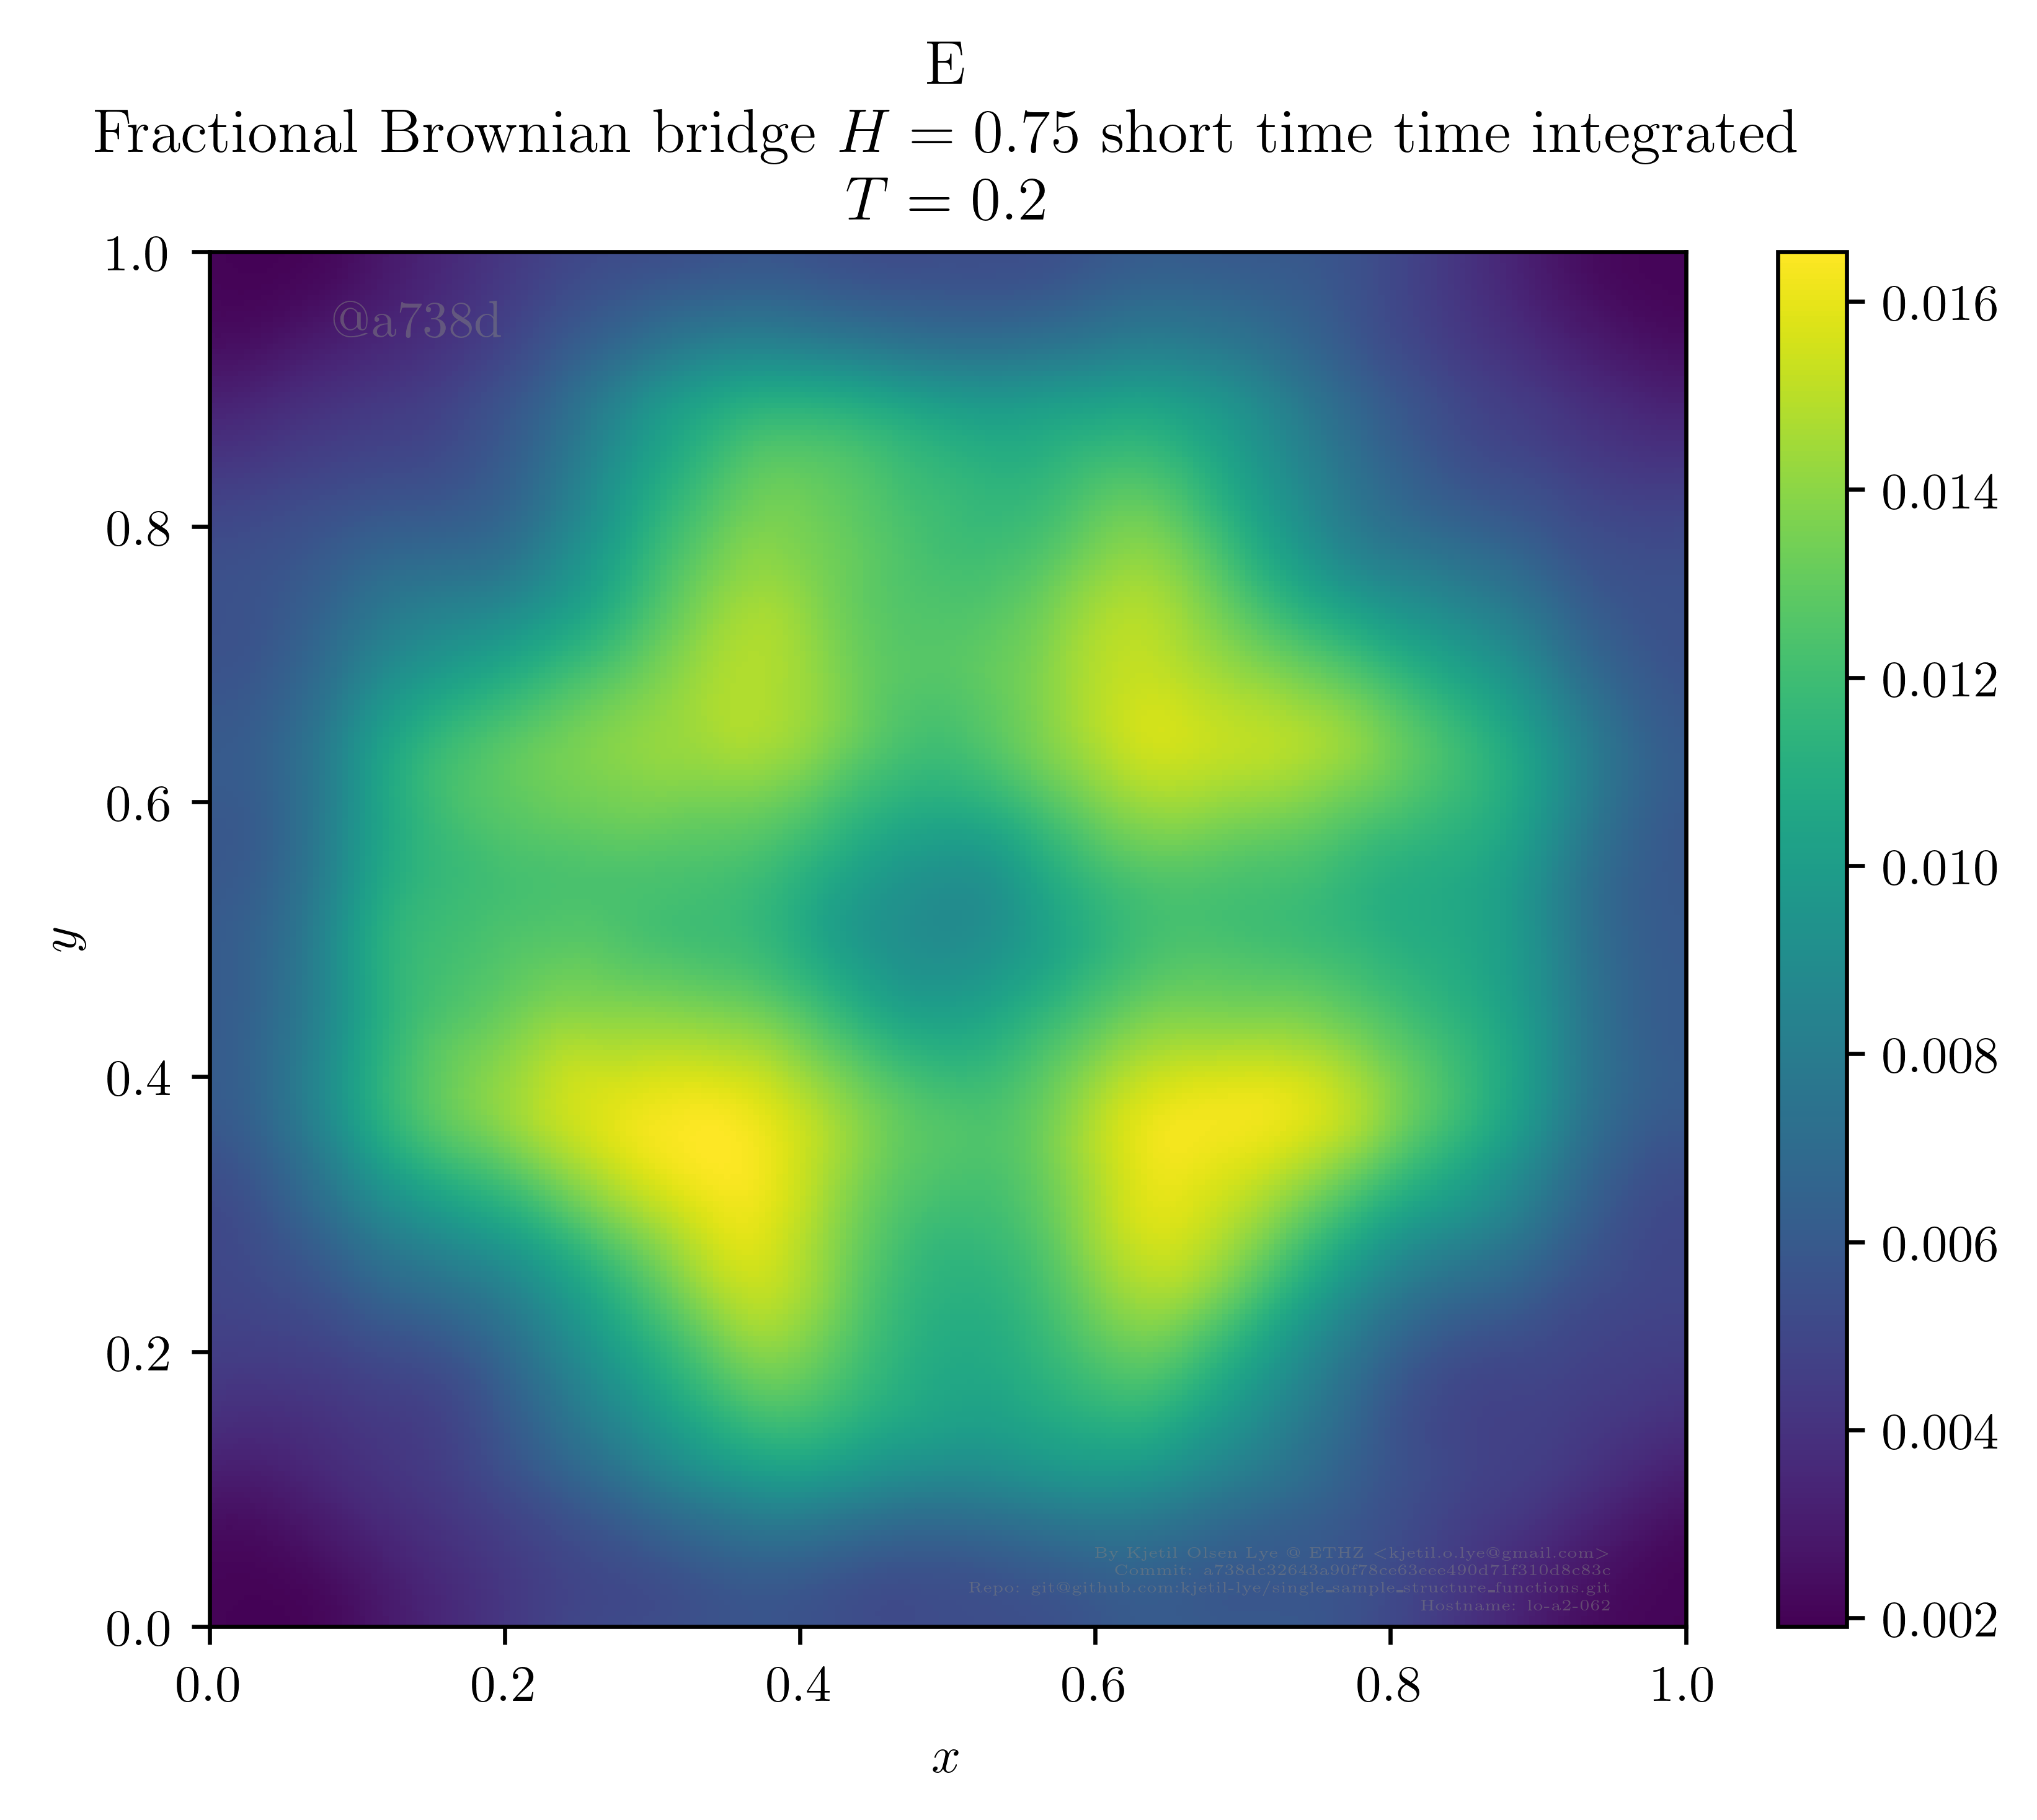 E
Fractional Brownian bridge H = 0.75 short time time integrated
T = 0.2
1.0
0.8
0.6
0.4
0.2
0.0
y
@a738d
By Kjetil Olsen Lye @ ETHZ <kjetil.o.lye@gmail.com>
Commit: a738dc32643a90f78ce63eee490d71f310d8c83c
Repo: git@github.com:kjetil-lye/single_sample_structure_functions.git
Hostname: lo-a2-062
0.0 0.2 0.4 0.6 0.8 1.0
x
0.016
0.014
0.012
0.010
0.008
0.006
0.004
0.002